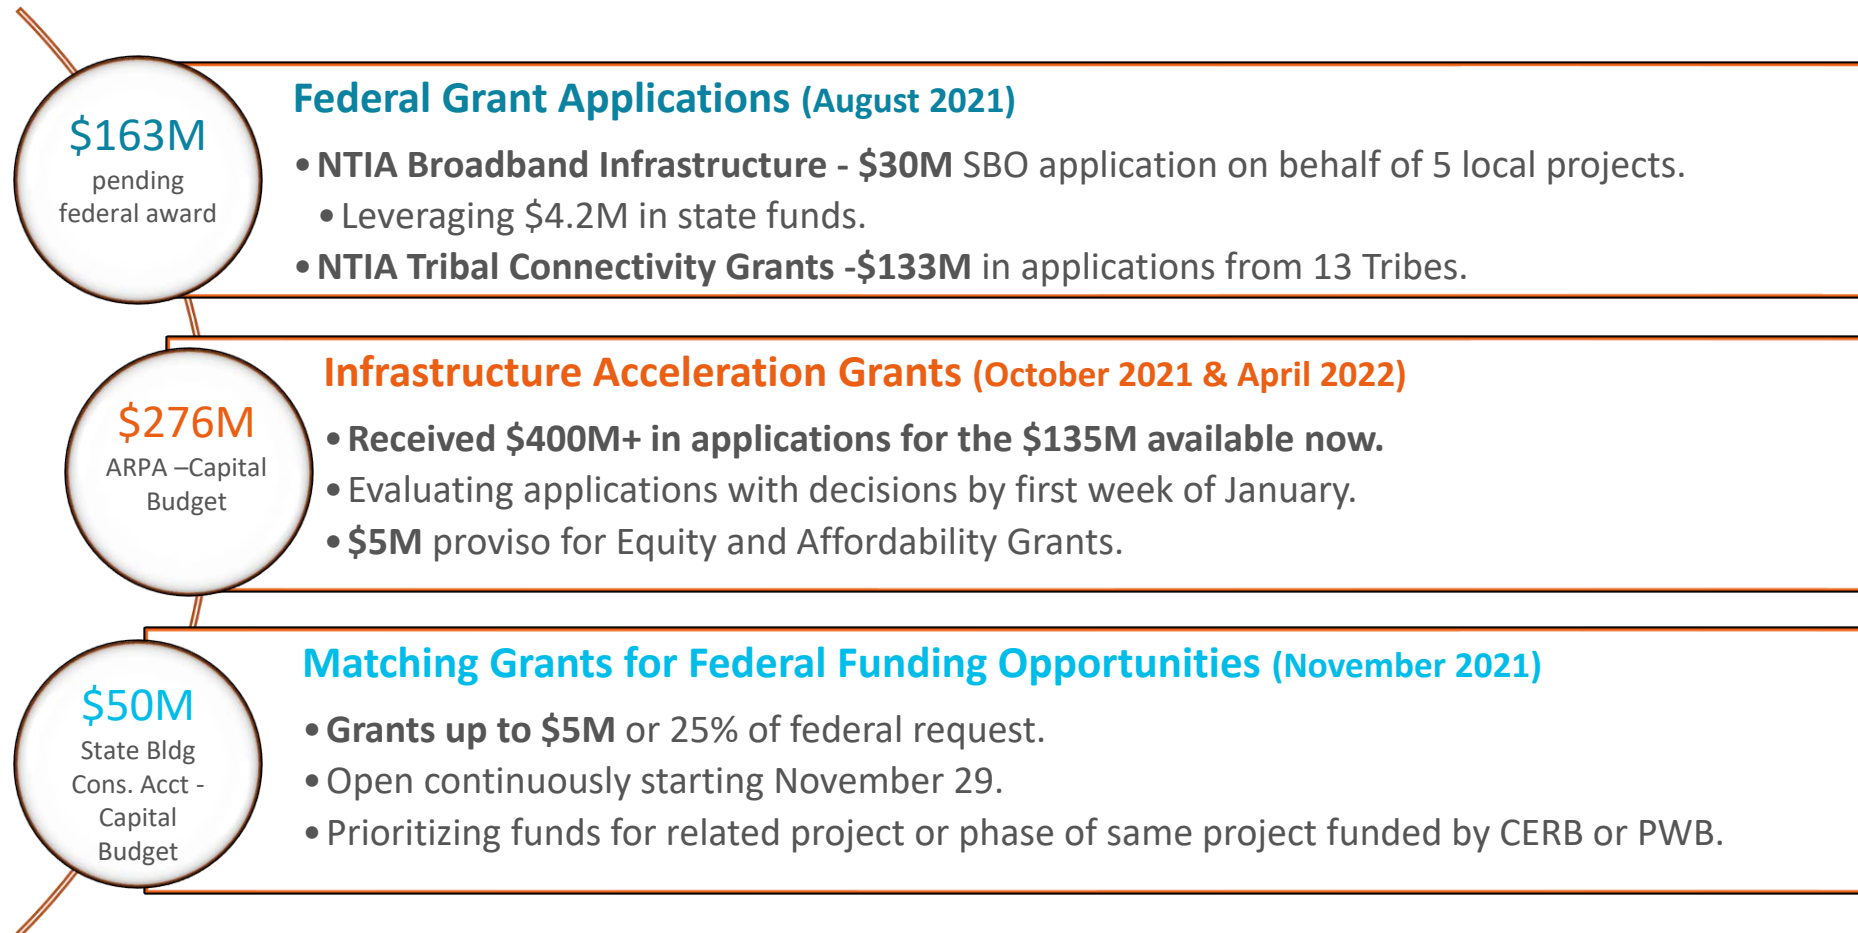 $163M
pending
federal award
Federal Grant Applications (August 2021)
• NTIA Broadband Infrastructure - $30M SBO application on behalf of 5 local projects.
• Leveraging $4.2M in state funds.
• NTIA Tribal Connectivity Grants -$133M in applications from 13 Tribes.
$276M
ARPA –Capital
Budget
Infrastructure Acceleration Grants (October 2021 & April 2022)
• Received $400M+ in applications for the $135M available now.
• Evaluating applications with decisions by first week of January.
• $5M proviso for Equity and Affordability Grants.
$50M
State Bldg
Cons. Acct -
Capital
Budget
Matching Grants for Federal Funding Opportunities (November 2021)
• Grants up to $5M or 25% of federal request.
• Open continuously starting November 29.
• Prioritizing funds for related project or phase of same project funded by CERB or PWB.